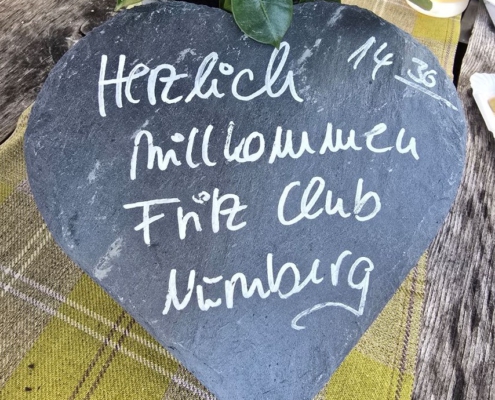 Herzlich 14 30
Willkommen
Fritz Club
Nürnberg